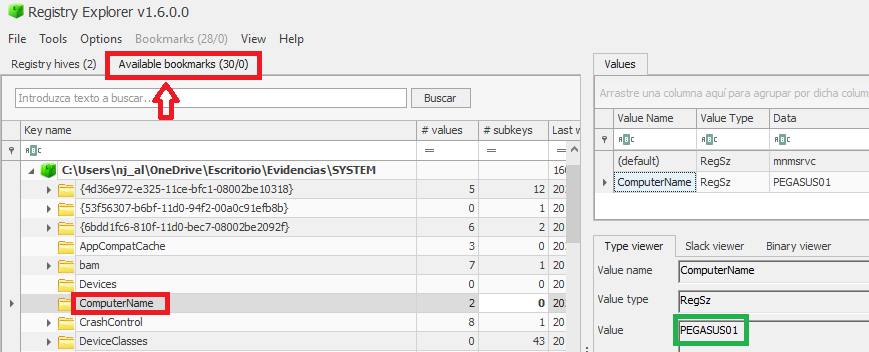 Registry Explorer v1.6.0.0
File Tools Options Bookmarks (28/0) View Help
Registry hives (2) Available bookmarks (30/0)
Introduzca texto a buscar... Buscar
Key name # values # subkeys Last w
= =
C:\Users\nj_al\OneDrive\Escritorio\Evidencias\SYSTEM 160
{4d36e972-e325-11ce-bfc1-08002be10318} 5 12 20
{53f56307-b6bf-11d0-94f2-00a0c91efb8b} 0 1 20
{6bdd1fc6-810f-11d0-bec7-08002be2092f} 6 2 20
AppCompatCache 3 0 20
bam 7 1 20
Devices 0 0 20
ComputerName 2 0 20
CrashControl 8 1 20
DeviceClasses 0 43 20
Values
Arrastre una columna aquí para agrupar por dicha colum
Value Name Value Type Data
(default) RegSz mnmsrvc
ComputerName RegSz PEGASUS01
Type viewer Slack viewer Binary viewer
Value name ComputerName
Value type RegSz
Value PEGASUS01